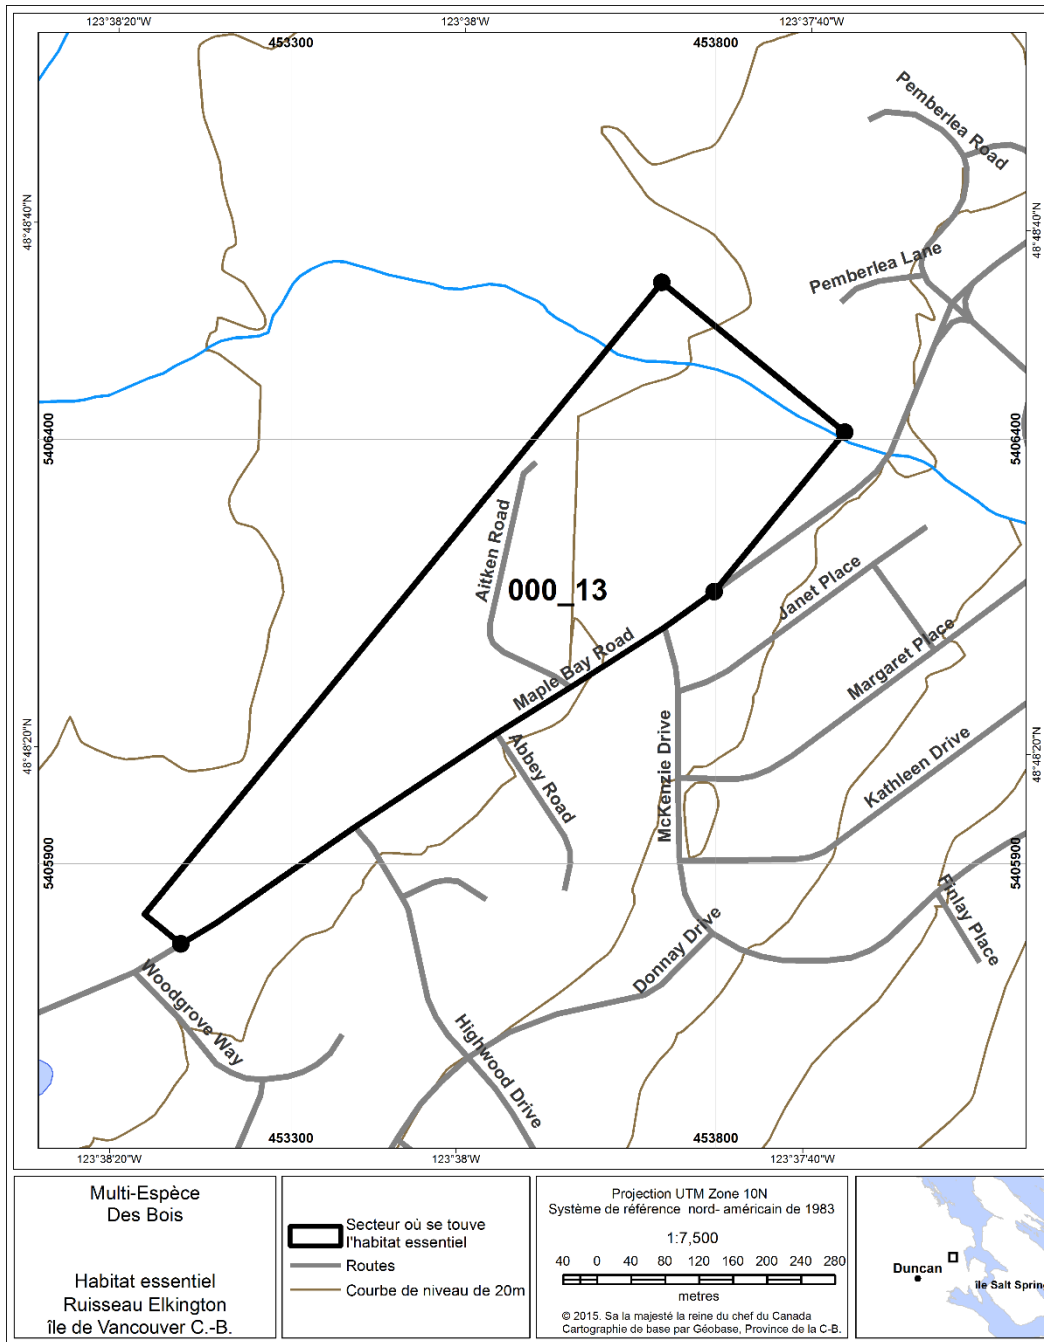 123°38'20"W
123°38'W
123°37'40"W
453300
453800
Pemberlea Road
48°48'40"N
48°48'40"N
Pemberlea Lane
5406400
5406400
Aitken Road
000_13
Janet Place
Maple Bay Road
Margaret Place
48°48'20"N
48°48'20"N
Abbey Road
McKenzie Drive
Kathleen Drive
5405900
5405900
Finlay Place
Donnay Drive
Woodgrove Way
Highwood Drive
453300
453800
123°38'20"W
123°38'W
123°37'40"W
Multi-Espèce
Des Bois
Habitat essentiel
Ruisseau Elkington
île de Vancouver C.-B.
Secteur où se touve
l'habitat essentiel
Routes
Courbe de niveau de 20m
Projection UTM Zone 10N
Système de référence nord- américain de 1983
1:7,500
40 0 40 80 120 160 200 240 280
metres
© 2015. Sa la majesté la reine du chef du Canada
Cartographie de base par Géobase, Province de la C-B.
Duncan
île Salt Spring